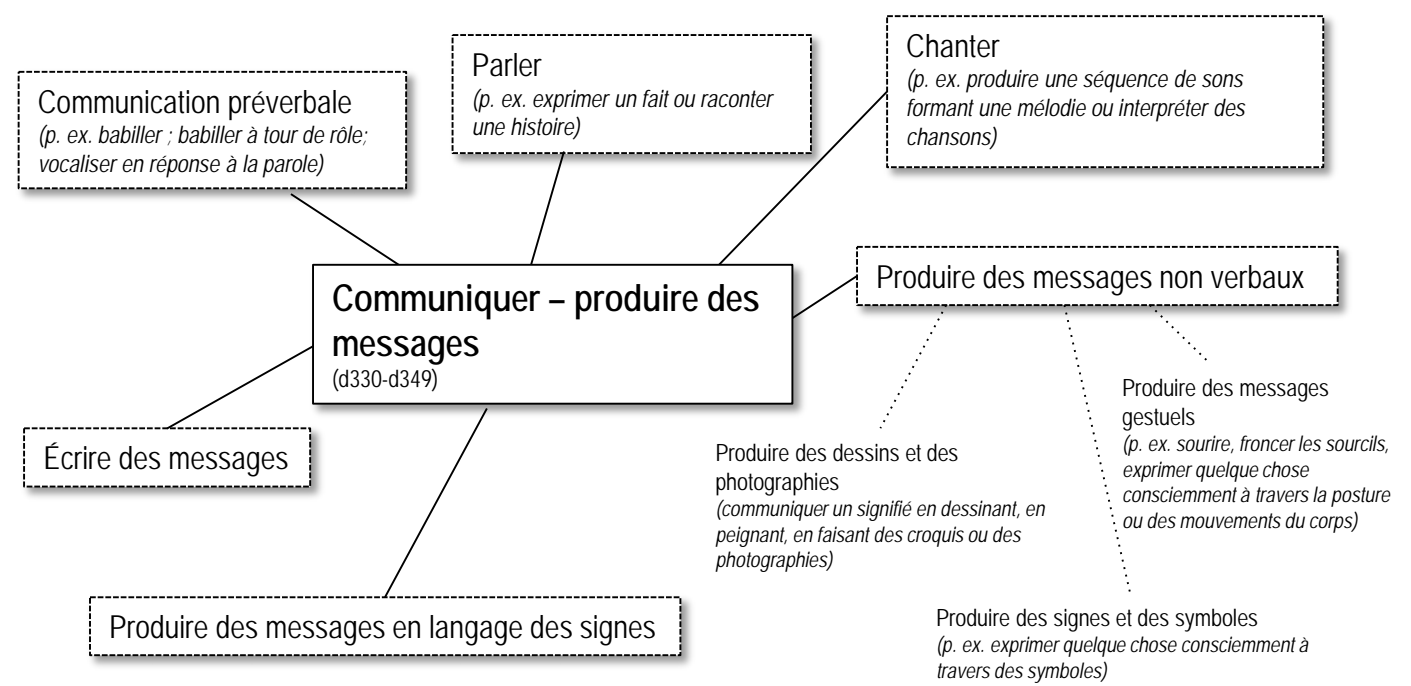 Communication préverbale
(p. ex. babiller ; babiller à tour de rôle;
vocaliser en réponse à la parole)
Parler
(p. ex. exprimer un fait ou raconter
une histoire)
Chanter
(p. ex. produire une séquence de sons
formant une mélodie ou interpréter des
chansons)
Communiquer – produire des
messages
(d330-d349)
Produire des messages non verbaux
Écrire des messages
Produire des messages en langage des signes
Produire des dessins et des
photographies
(communiquer un signifié en dessinant, en
peignant, en faisant des croquis ou des
photographies)
Produire des messages
gestuels
(p. ex. sourire, froncer les sourcils,
exprimer quelque chose
consciemment à travers la posture
ou des mouvements du corps)
Produire des signes et des symboles
(p. ex. exprimer quelque chose consciemment à
travers des symboles)